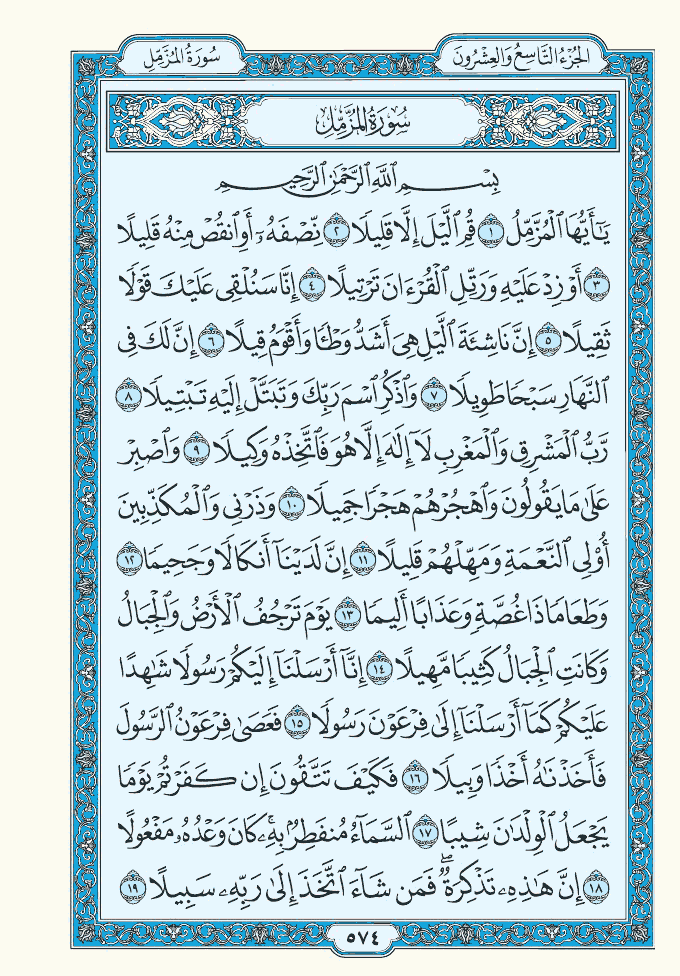 الجُزْءُ التَّاسِعُ وَالعِشْرُونَ
سُورَةُ المُزَّمِّلِ
سُورَةُ المُزَّمِّلِ
بِسْمِ ٱللَّهِ ٱلرَّحْمَٰنِ ٱلرَّحِيمِ
يَٰٓأَيُّهَا ٱلْمُزَّمِّلُ ١ قُمِ ٱلَّيْلَ إِلَّا قَلِيلًا ٢ نِّصْفَهُۥٓ أَوِ ٱنقُصْ مِنْهُ قَلِيلًا
٣ أَوْ زِدْ عَلَيْهِ وَرَتِّلِ ٱلْقُرْءَانَ تَرْتِيلًا ٤ إِنَّا سَنُلْقِى عَلَيْكَ قَوْلًا
ثَقِيلًا ٥ إِنَّ نَاشِئَةَ ٱلَّيْلِ هِىَ أَشَدُّ وَطْـًٔا وَأَقْوَمُ قِيلًا ٦ إِنَّ لَكَ فِى
ٱلنَّهَارِ سَبْحًا طَوِيلًا ٧ وَٱذْكُرِ ٱسْمَ رَبِّكَ وَتَبَتَّلْ إِلَيْهِ تَبْتِيلًا ٨
رَّبُّ ٱلْمَشْرِقِ وَٱلْمَغْرِبِ لَآ إِلَٰهَ إِلَّا هُوَ فَٱتَّخِذْهُ وَكِيلًا ٩ وَٱصْبِرْ
عَلَىٰ مَا يَقُولُونَ وَٱهْجُرْهُمْ هَجْرًا جَمِيلًا ١٠ وَذَرْنِى وَٱلْمُكَذِّبِينَ
أُو۟لِى ٱلنَّعْمَةِ وَمَهِّلْهُمْ قَلِيلًا ١١ إِنَّ لَدَيْنَآ أَنكَالًا وَجَحِيمًا ١٢
وَطَعَامًا ذَا غُصَّةٍ وَعَذَابًا أَلِيمًا ١٣ يَوْمَ تَرْجُفُ ٱلْأَرْضُ وَٱلْجِبَالُ
وَكَانَتِ ٱلْجِبَالُ كَثِيبًا مَّهِيلًا ١٤ إِنَّآ أَرْسَلْنَآ إِلَيْكُمْ رَسُولًا شَٰهِدًا
عَلَيْكُمْ كَمَآ أَرْسَلْنَآ إِلَىٰ فِرْعَوْنَ رَسُولًا ١٥ فَعَصَىٰ فِرْعَوْنُ ٱلرَّسُولَ
فَأَخَذْنَٰهُ أَخْذًا وَبِيلًا ١٦ فَكَيْفَ تَتَّقُونَ إِن كَفَرْتُمْ يَوْمًا
يَجْعَلُ ٱلْوِلْدَٰنَ شِيبًا ١٧ ٱلسَّمَآءُ مُنفَطِرٌۢ بِهِۦ ۚ كَانَ وَعْدُهُۥ مَفْعُولًا
١٨ إِنَّ هَٰذِهِۦ تَذْكِرَةٌ ۖ فَمَن شَآءَ ٱتَّخَذَ إِلَىٰ رَبِّهِۦ سَبِيلًا ١٩
٥٧٤